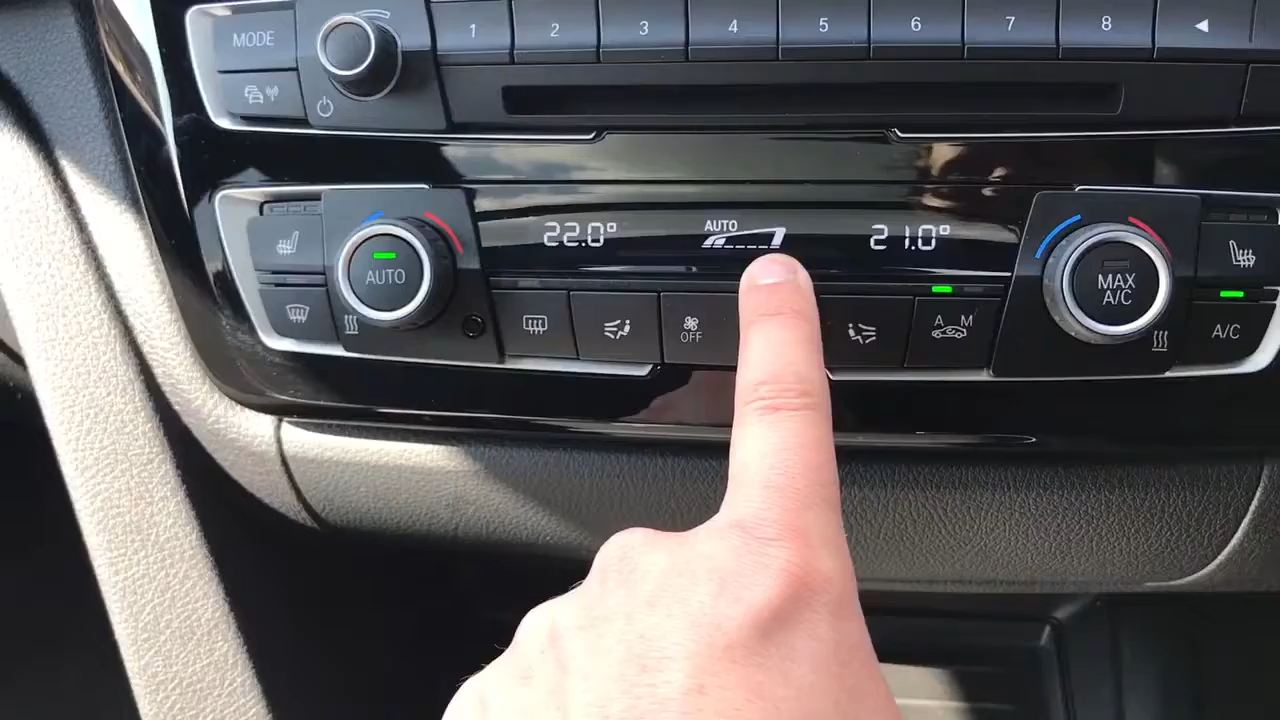 MODE
1 2 3 4 5 6 7 8
22.0° AUTO 21.0°
AUTO
OFF
A M
MAX
A/C
A/C